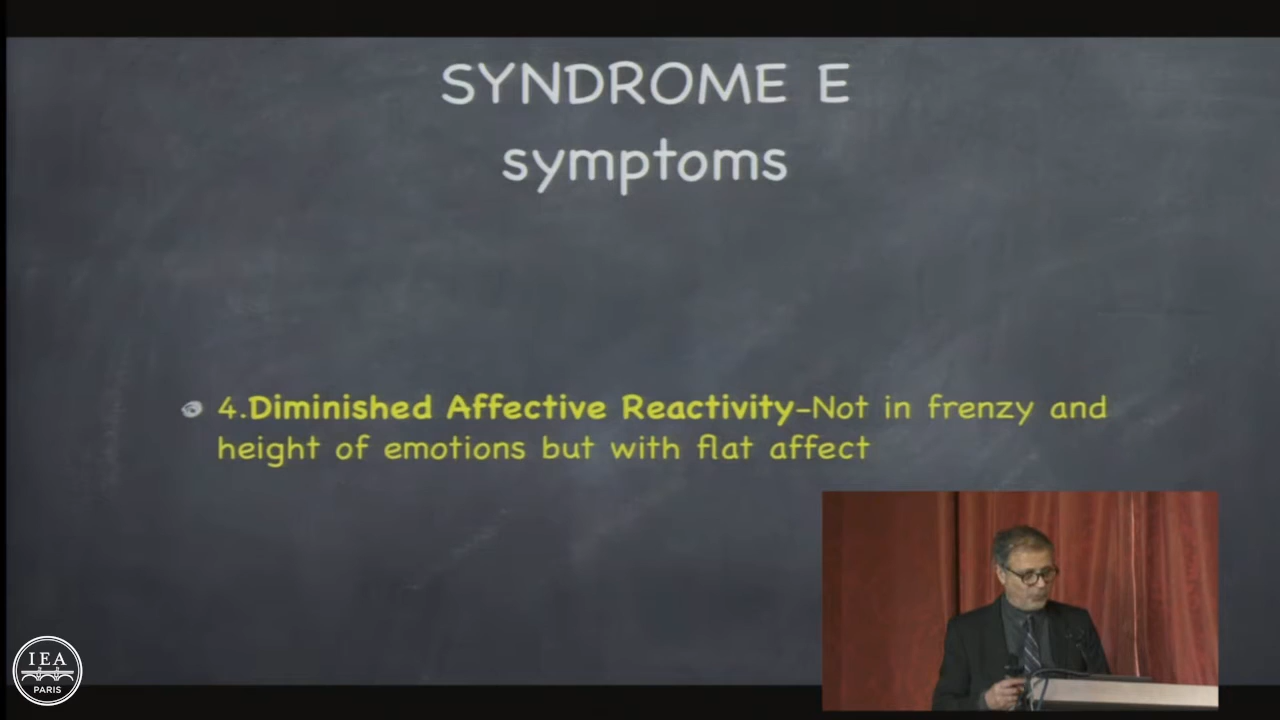 SYNDROME E
symptoms
4.Diminished Affective Reactivity-Not in frenzy and
height of emotions but with flat affect
IEA
PARIS